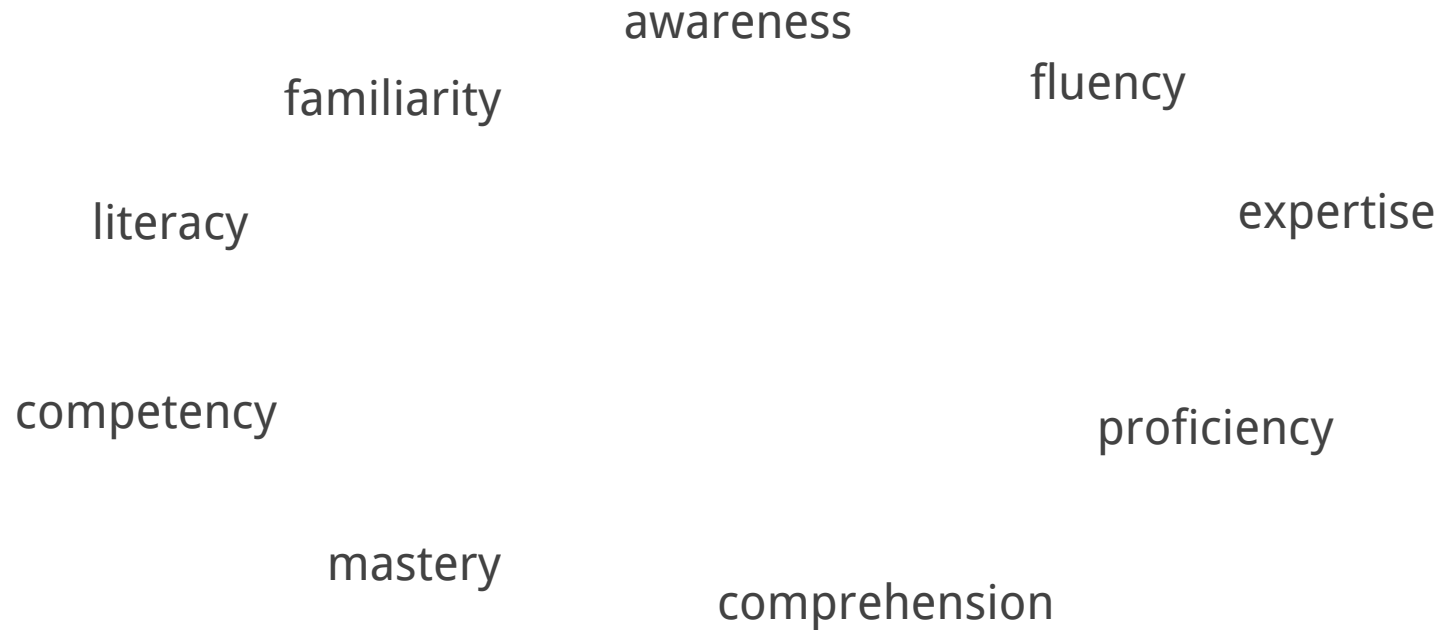 awareness
fluency
familiarity
expertise
literacy
competency
proficiency
mastery
comprehension